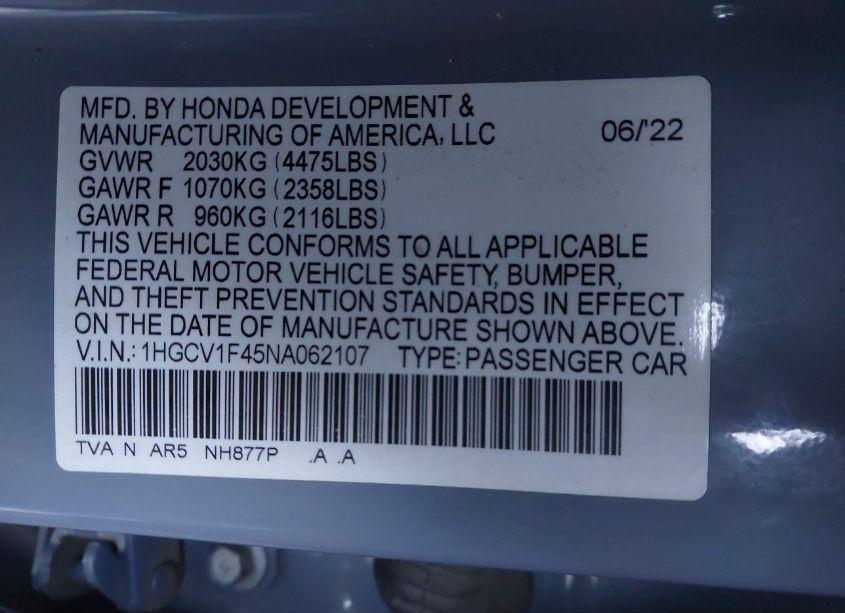 MFD. BY HONDA DEVELOPMENT &
MANUFACTURING OF AMERICA, LLC 06/'22
GVWR 2030KG (4475LBS)
GAWR F 1070KG (2358LBS)
GAWR R 960KG (2116LBS)
THIS VEHICLE CONFORMS TO ALL APPLICABLE
FEDERAL MOTOR VEHICLE SAFETY, BUMPER,
AND THEFT PREVENTION STANDARDS IN EFFECT
ON THE DATE OF MANUFACTURE SHOWN ABOVE.
V.I.N.: 1HGCV1F45NA062107 TYPE: PASSENGER CAR
TVA N AR5 NH877P .A .A